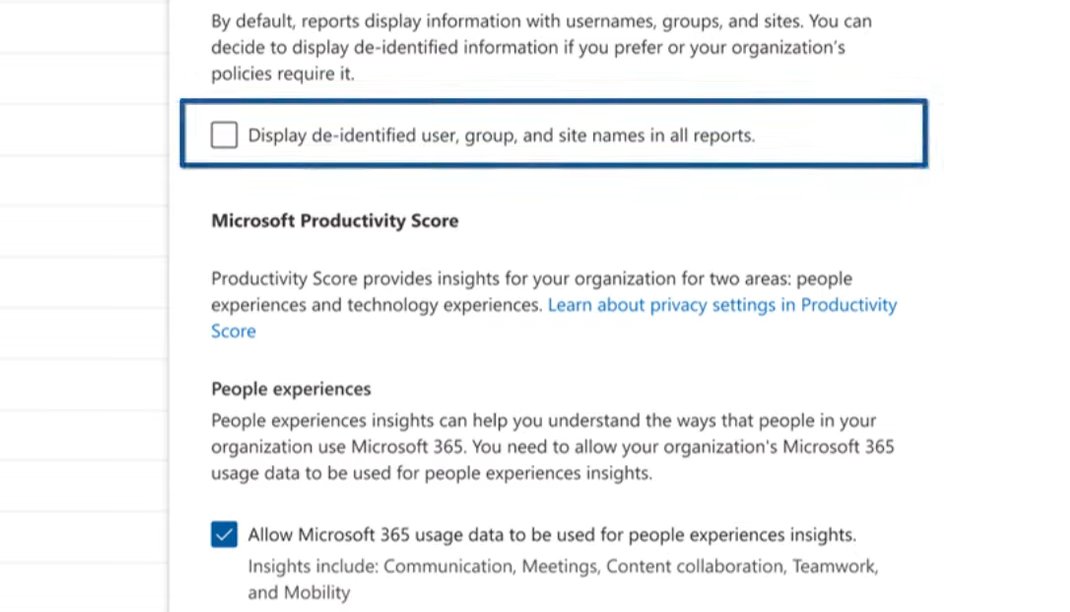 By default, reports display information with usernames, groups, and sites. You can
decide to display de-identified information if you prefer or your organization's
policies require it.
Display de-identified user, group, and site names in all reports.
Microsoft Productivity Score
Productivity Score provides insights for your organization for two areas: people
experiences and technology experiences. Learn about privacy settings in Productivity
Score
People experiences
People experiences insights can help you understand the ways that people in your
organization use Microsoft 365. You need to allow your organization's Microsoft 365
usage data to be used for people experiences insights.
Allow Microsoft 365 usage data to be used for people experiences insights.
Insights include: Communication, Meetings, Content collaboration, Teamwork,
and Mobility